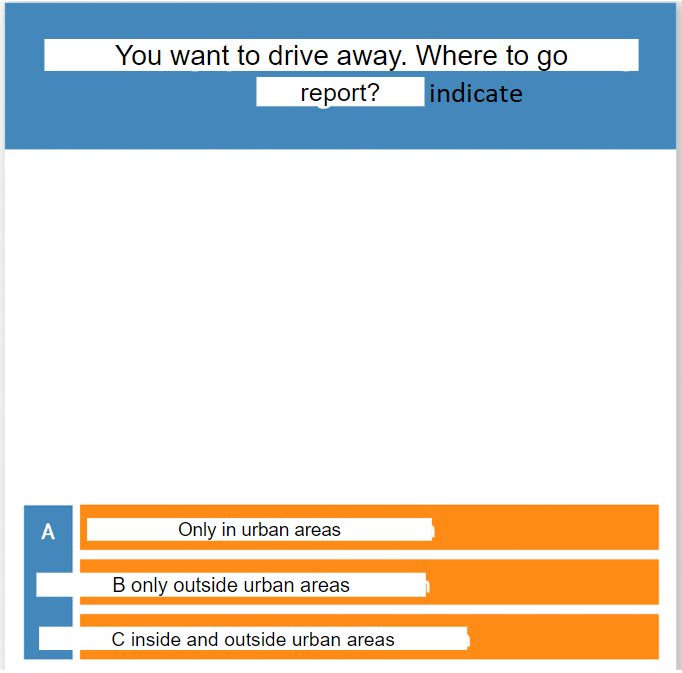 You want to drive away. Where to go
report? indicate
A
Only in urban areas
B only outside urban areas
C inside and outside urban areas